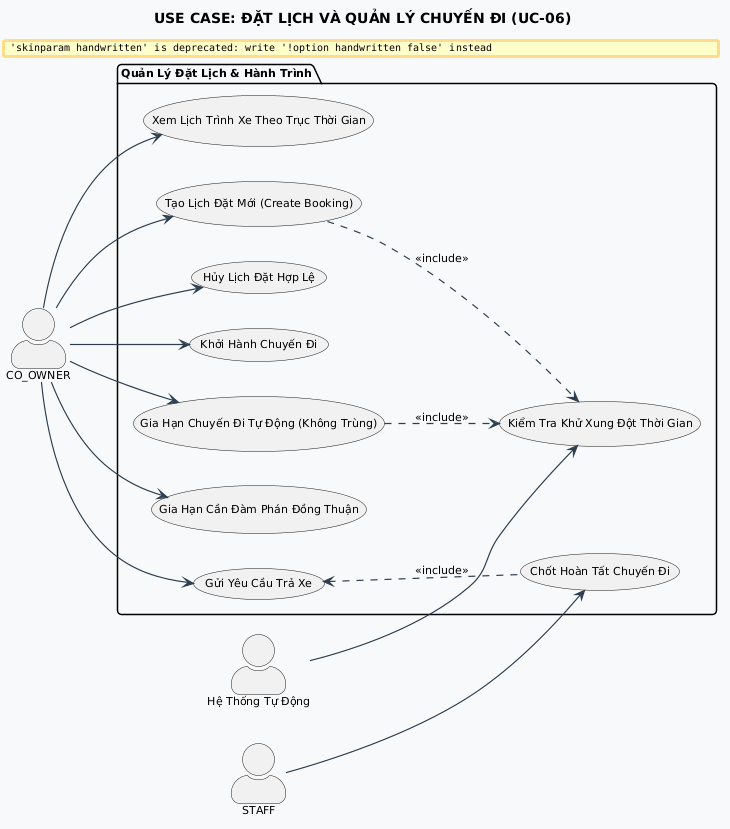 USE CASE: ĐẶT LỊCH VÀ QUẢN LÝ CHUYẾN ĐI (UC-06)
'skinparam handwritten' is deprecated: write '!option handwritten false' instead
Quản Lý Đặt Lịch & Hành Trình
Xem Lịch Trình Xe Theo Trục Thời Gian
Tạo Lịch Đặt Mới (Create Booking)
«include»
Hủy Lịch Đặt Hợp Lệ
Khởi Hành Chuyến Đi
CO_OWNER
Gia Hạn Chuyến Đi Tự Động (Không Trùng)
«include»
Kiểm Tra Khử Xung Đột Thời Gian
Gia Hạn Cần Đàm Phán Đồng Thuận
Gửi Yêu Cầu Trả Xe
«include»
Chốt Hoàn Tất Chuyến Đi
Hệ Thống Tự Động
STAFF